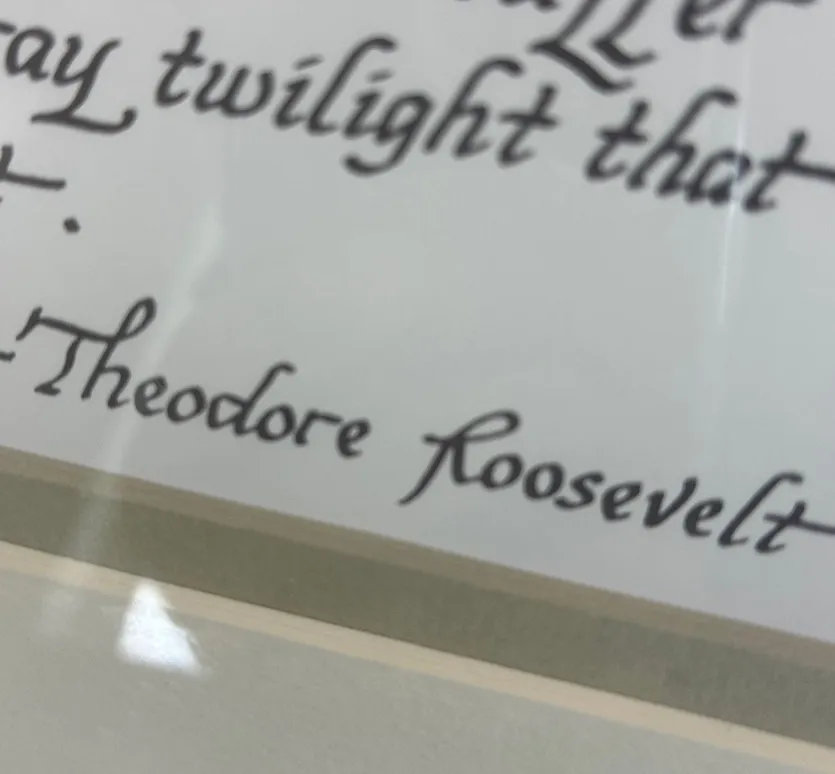 twilight that
.
-Theodore Roosevelt